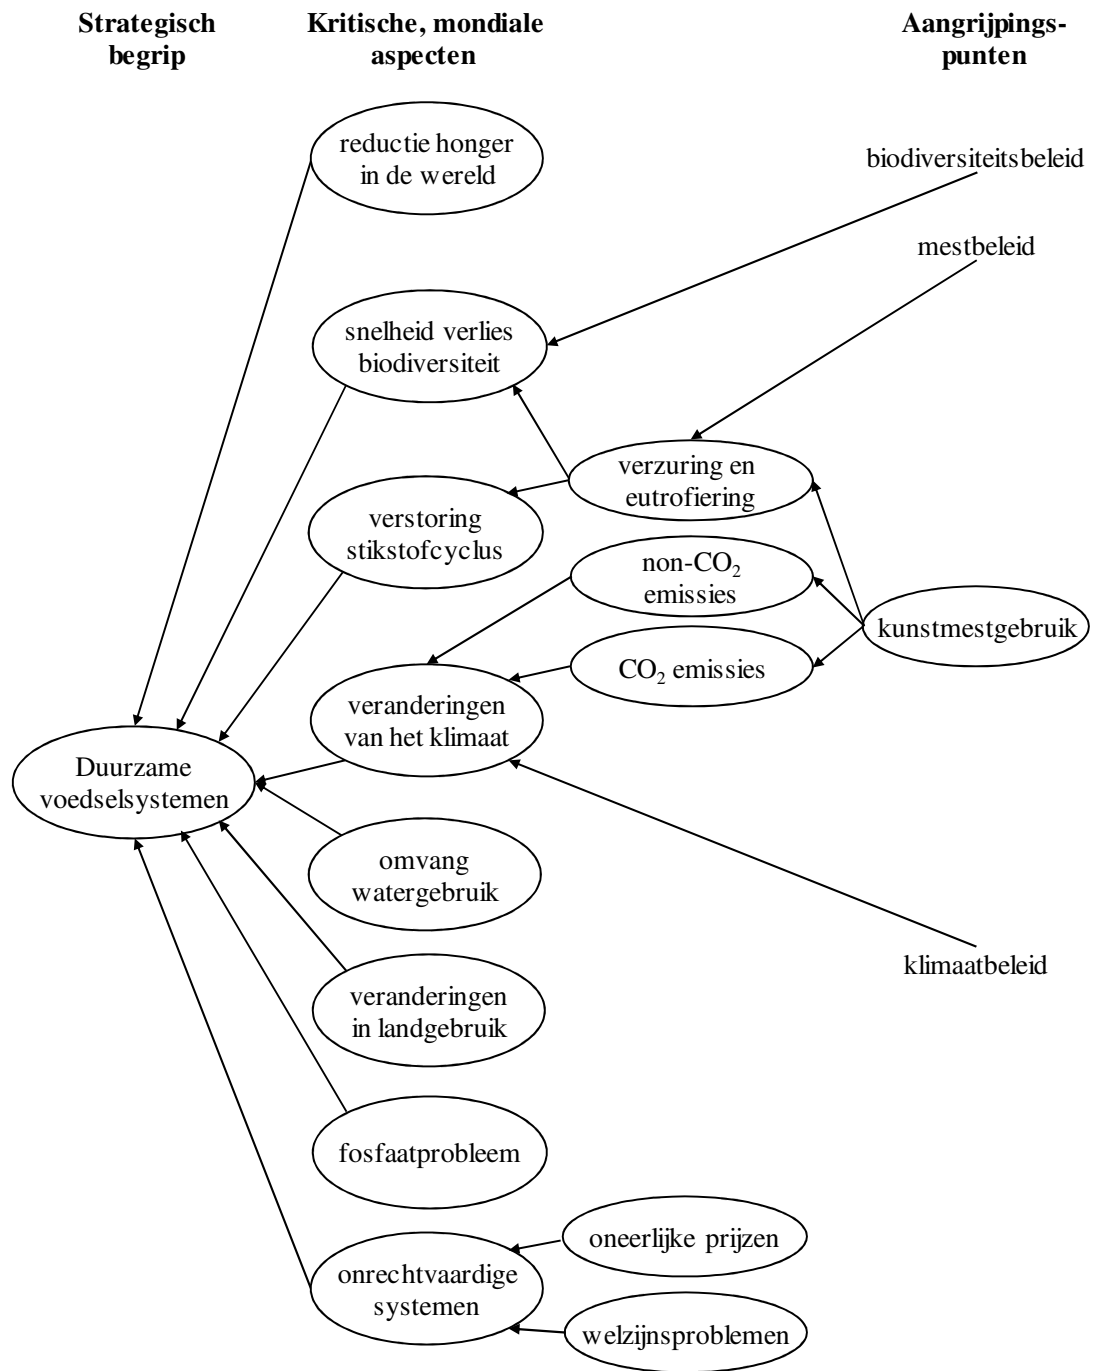 Strategisch
begrip
Kritische, mondiale
aspecten
Aangrijpings-
punten
reductie honger
in de wereld
biodiversiteitsbeleid
mestbeleid
snelheid verlies
biodiversiteit
verzuring en
eutrofiering
verstoring
stikstofcyclus
non-CO₂
emissies
kunstmestgebruik
CO₂ emissies
veranderingen
van het klimaat
Duurzame
voedselsystemen
omvang
watergebruik
klimaatbeleid
veranderingen
in landgebruik
fosfaatprobleem
oneerlijke prijzen
onrechtvaardige
systemen
welzijnsproblemen